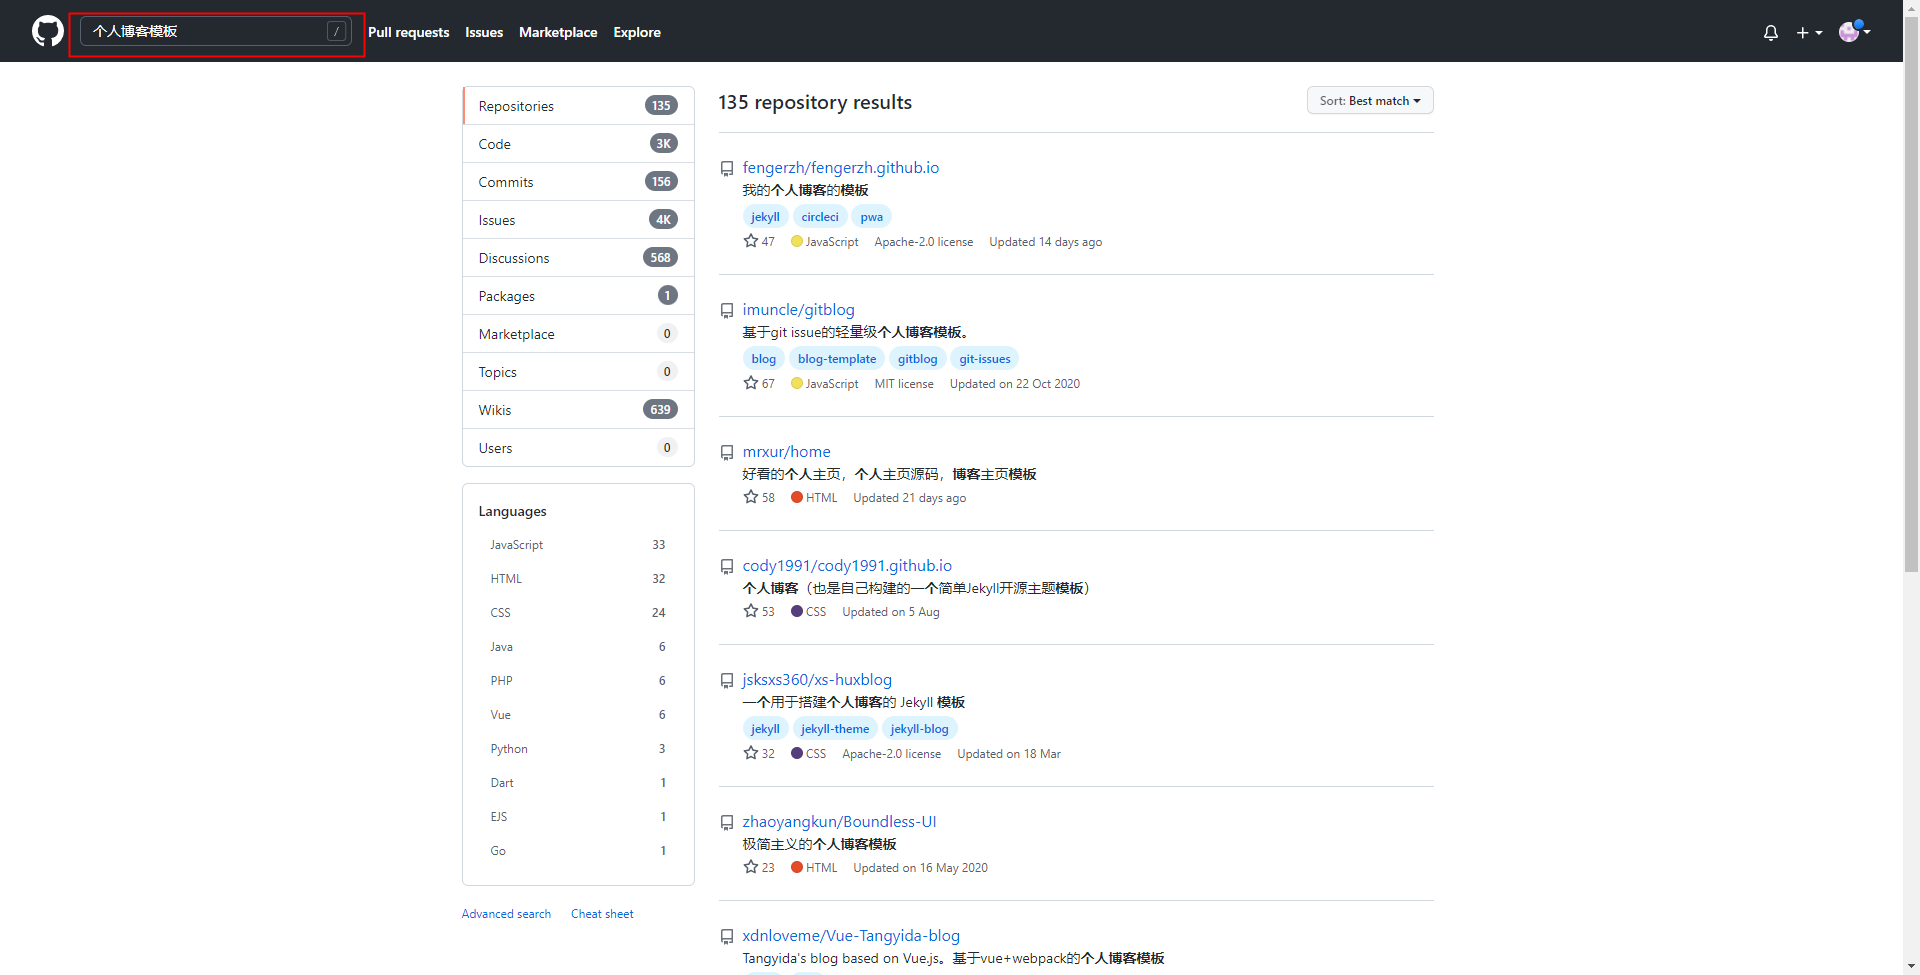 个人博客模板 / Pull requests Issues Marketplace Explore
Repositories 135
Code 3K
Commits 156
Issues 4K
Discussions 568
Packages 1
Marketplace 0
Topics 0
Wikis 639
Users 0
Languages
JavaScript 33
HTML 32
CSS 24
Java 6
PHP 6
Vue 6
Python 3
Dart 1
EJS 1
Go 1
Advanced search Cheat sheet
135 repository results
Sort: Best match
fengerzh/fengerzh.github.io
我的个人博客的模板
jekyll circleci pwa
47 JavaScript Apache-2.0 license Updated 14 days ago
imuncle/gitblog
基于git issue的轻量级个人博客模板。
blog blog-template gitblog git-issues
67 JavaScript MIT license Updated on 22 Oct 2020
mrxur/home
好看的个人主页，个人主页源码，博客主页模板
58 HTML Updated 21 days ago
cody1991/cody1991.github.io
个人博客（也是自己构建的一个简单Jekyll开源主题模板）
53 CSS Updated on 5 Aug
jsksxs360/xs-huxblog
一个用于搭建个人博客的 Jekyll 模板
jekyll jekyll-theme jekyll-blog
32 CSS Apache-2.0 license Updated on 18 Mar
zhaoyangkun/Boundless-UI
极简主义的个人博客模板
23 HTML Updated on 16 May 2020
xdnloveme/Vue-Tangyida-blog
Tangyida's blog based on Vue.js。基于vue+webpack的个人博客模板